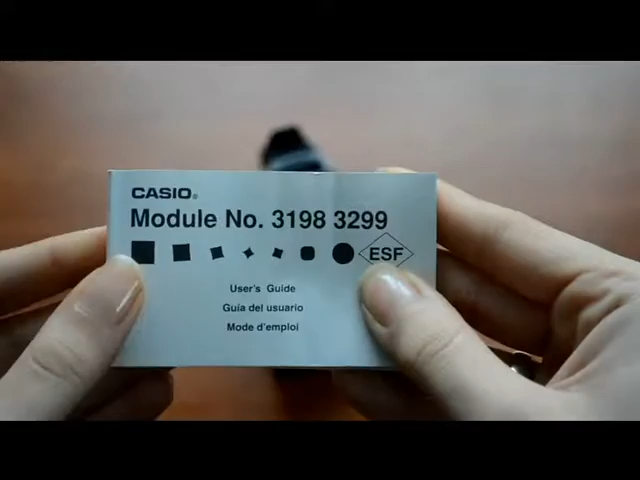 CASIO®
Module No. 3198 3299
ESF
User's Guide
Guía del usuario
Mode d'emploi